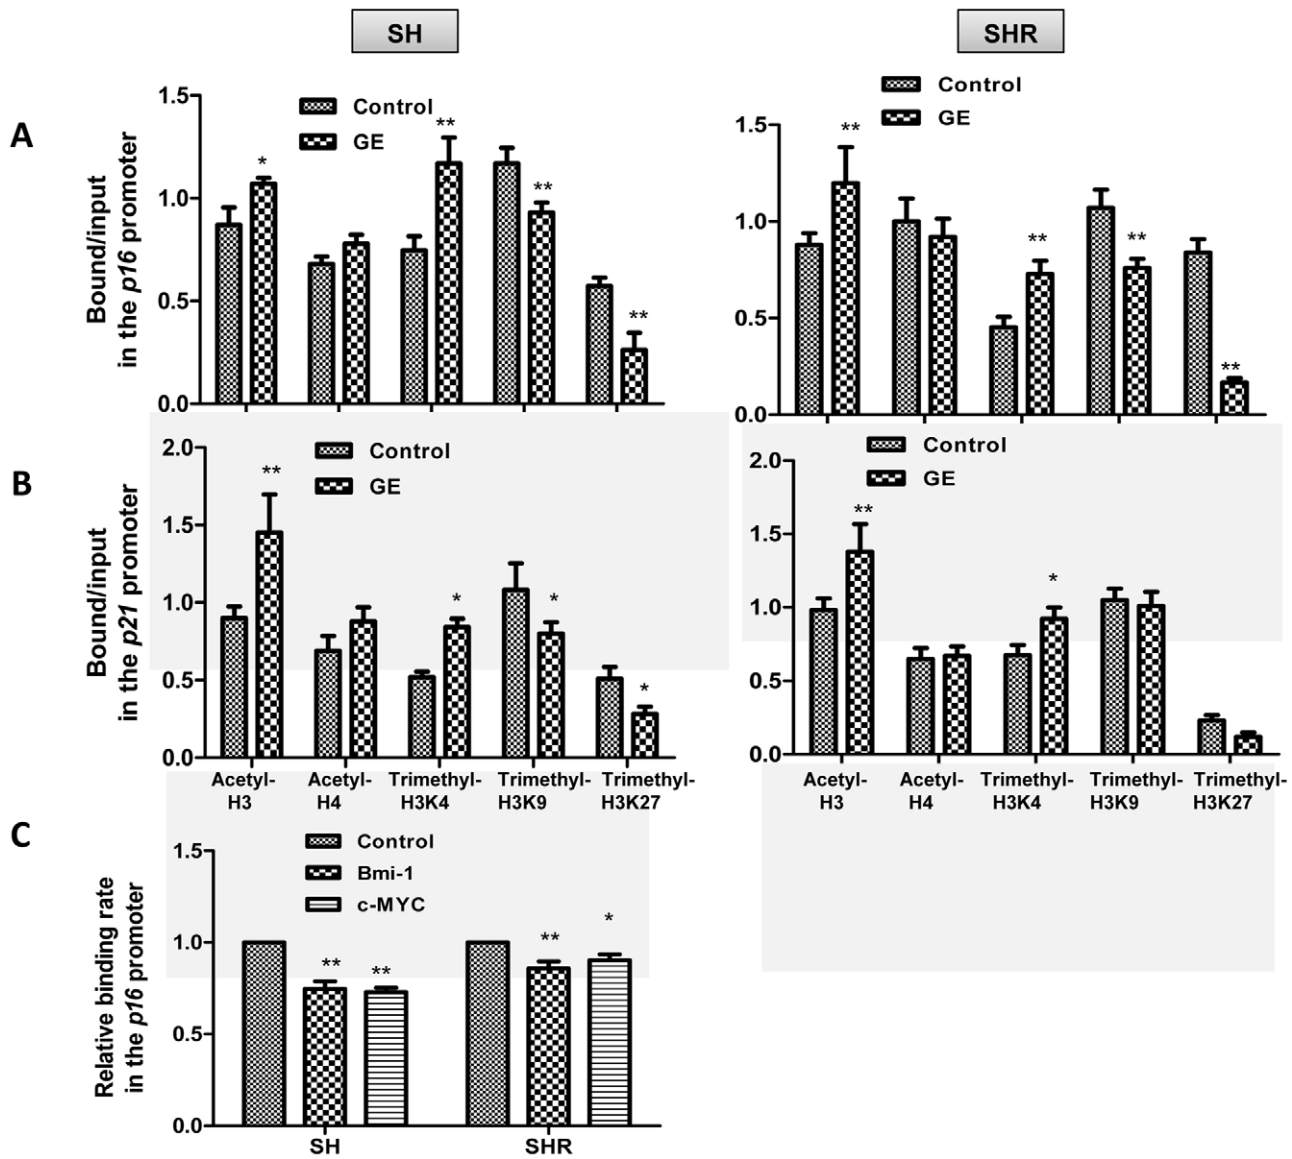 SH
SHR
A
Bound/input
in the p16 promoter
1.5
1.0
0.5
0.0
Control
GE
*
**
**
**
1.5
1.0
0.5
0.0
Control
GE
**
**
**
**
B
Bound/input
in the p21 promoter
2.0
1.5
1.0
0.5
0.0
Control
GE
**
*
*
*
Acetyl-
H3
Acetyl-
H4
Trimethyl-
H3K4
Trimethyl-
H3K9
Trimethyl-
H3K27
2.0
1.5
1.0
0.5
0.0
Control
GE
**
*
Acetyl-
H3
Acetyl-
H4
Trimethyl-
H3K4
Trimethyl-
H3K9
Trimethyl-
H3K27
C
Relative binding rate
in the p16 promoter
1.5
1.0
0.5
0.0
Control
Bmi-1
c-MYC
**
**
**
*
SH
SHR